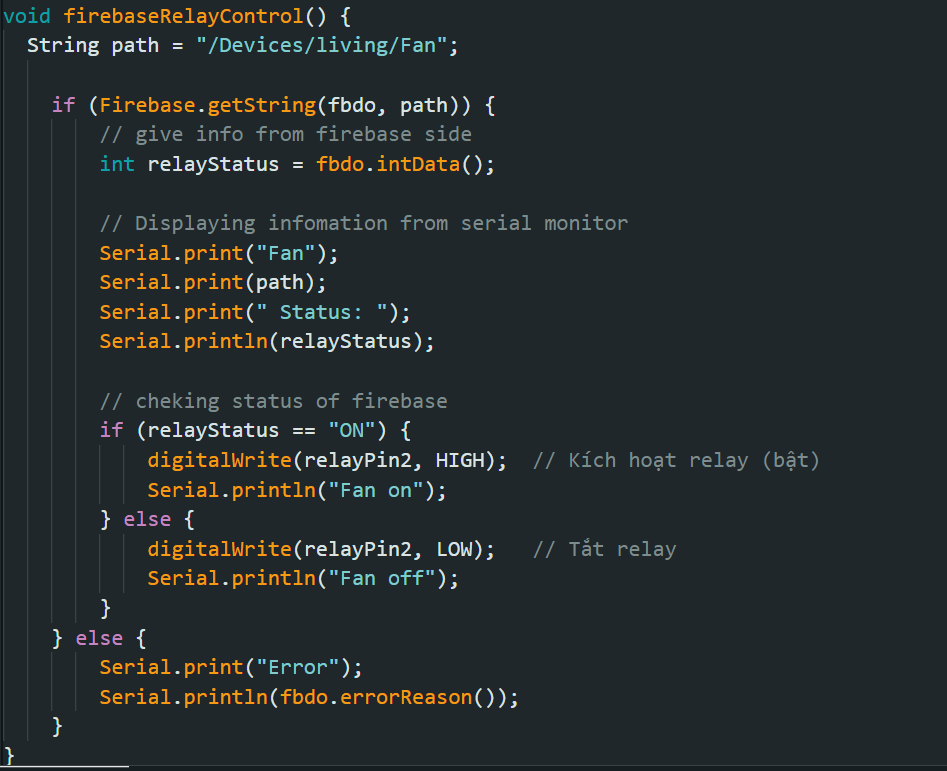 void firebaseRelayControl() {
String path = "/Devices/living/Fan";
if (Firebase.getString(fbdo, path)) {
// give info from firebase side
int relayStatus = fbdo.intData();
// Displaying infomation from serial monitor
Serial.print("Fan");
Serial.print(path);
Serial.print(" Status: ");
Serial.println(relayStatus);
// cheking status of firebase
if (relayStatus == "ON") {
digitalWrite(relayPin2, HIGH);  // Kích hoạt relay (bật)
Serial.println("Fan on");
} else {
digitalWrite(relayPin2, LOW);   // Tắt relay
Serial.println("Fan off");
}
} else {
Serial.print("Error");
Serial.println(fbdo.errorReason());
}
}